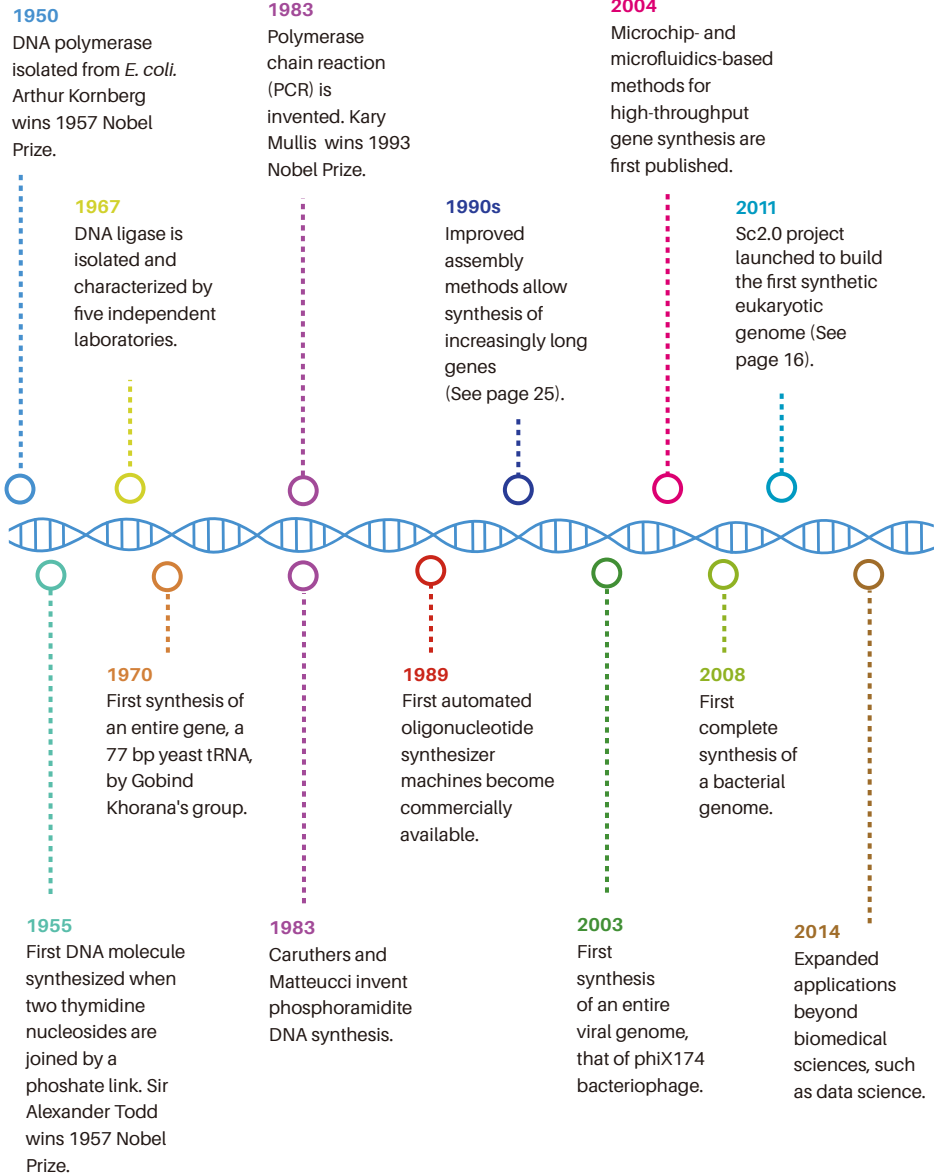 1950
DNA polymerase
isolated from E. coli.
Arthur Kornberg
wins 1957 Nobel
Prize.
1983
Polymerase
chain reaction
(PCR) is
invented. Kary
Mullis wins 1993
Nobel Prize.
2004
Microchip- and
microfluidics-based
methods for
high-throughput
gene synthesis are
first published.
1967
DNA ligase is
isolated and
characterized by
five independent
laboratories.
1990s
Improved
assembly
methods allow
synthesis of
increasingly long
genes
(See page 25).
2011
Sc2.0 project
launched to build
the first synthetic
eukaryotic
genome (See
page 16).
1970
First synthesis of
an entire gene, a
77 bp yeast tRNA,
by Gobind
Khorana's group.
1989
First automated
oligonucleotide
synthesizer
machines become
commercially
available.
2008
First
complete
synthesis of
a bacterial
genome.
1955
First DNA molecule
synthesized when
two thymidine
nucleosides are
joined by a
phoshate link. Sir
Alexander Todd
wins 1957 Nobel
Prize.
1983
Caruthers and
Matteucci invent
phosphoramidite
DNA synthesis.
2003
First
synthesis
of an entire
viral genome,
that of phiX174
bacteriophage.
2014
Expanded
applications
beyond
biomedical
sciences, such
as data science.